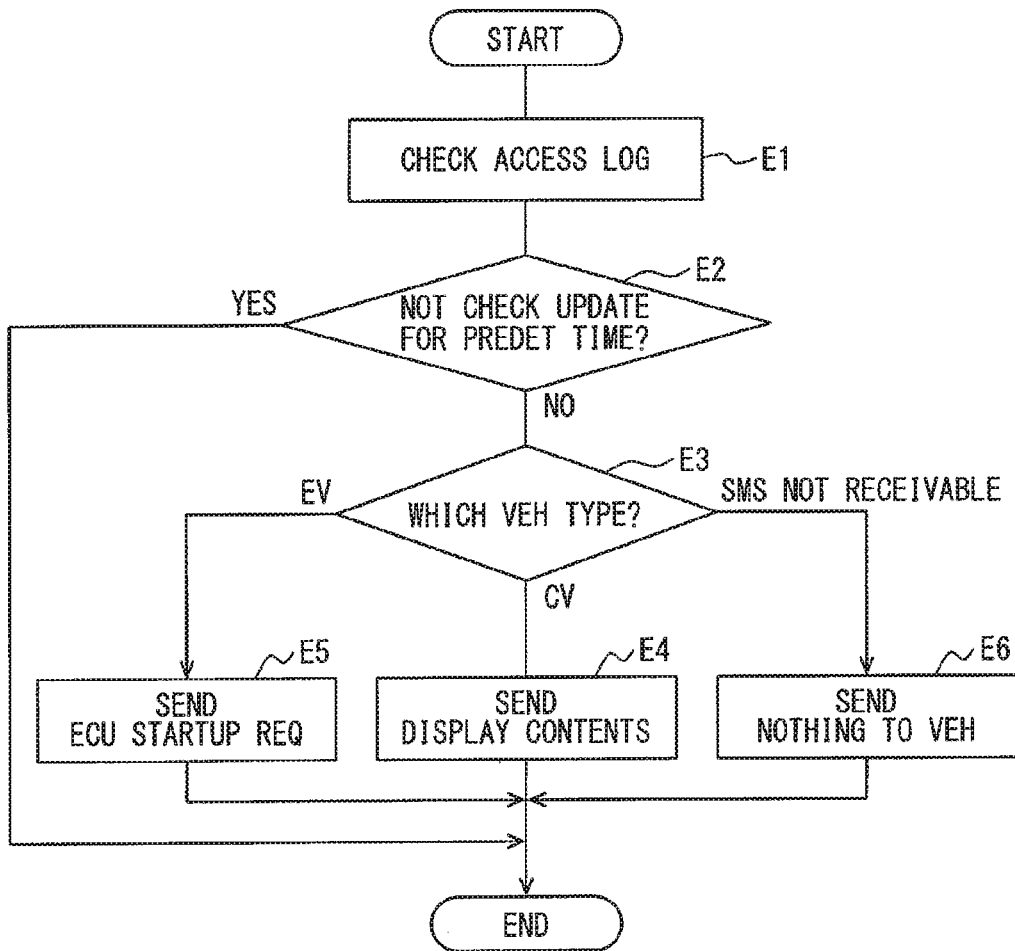 START
CHECK ACCESS LOG
E1
E2
YES
NOT CHECK UPDATE
FOR PREDET TIME?
NO
E3
EV
WHICH VEH TYPE?
SMS NOT RECEIVABLE
CV
E5
SEND
ECU STARTUP REQ
E4
SEND
DISPLAY CONTENTS
E6
SEND
NOTHING TO VEH
END